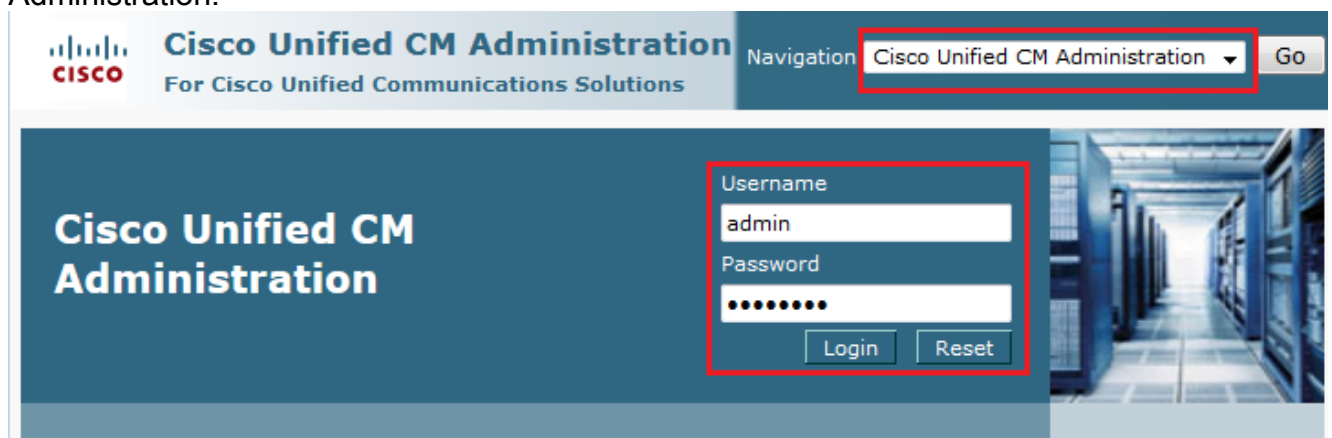 Administration.
CISCO
Cisco Unified CM Administration
For Cisco Unified Communications Solutions
Navigation Cisco Unified CM Administration Go
Cisco Unified CM
Administration
Username
admin
Password
••••••••
Login Reset